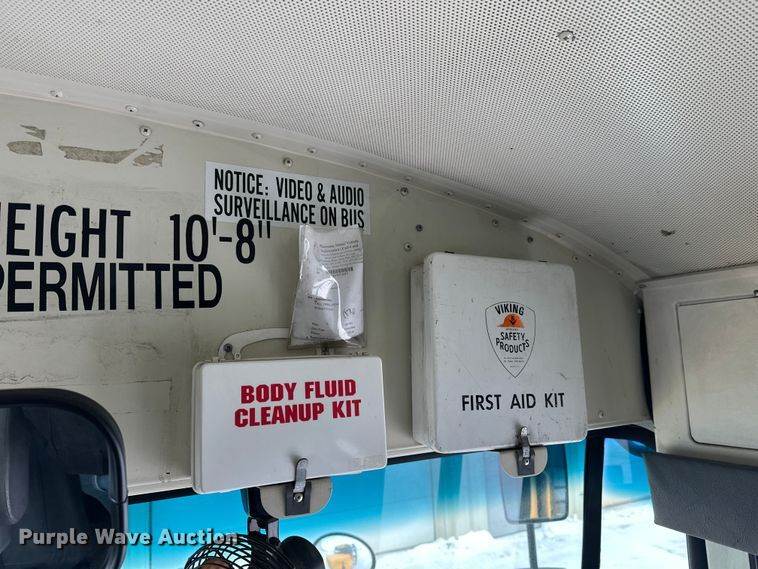 NOTICE: VIDEO & AUDIO
SURVEILLANCE ON BUS
EIGHT 10'-8"
PERMITTED
VIKING
SAFETY
PRODUCTS
FIRST AID KIT
BODY FLUID
CLEANUP KIT
Purple Wave Auction